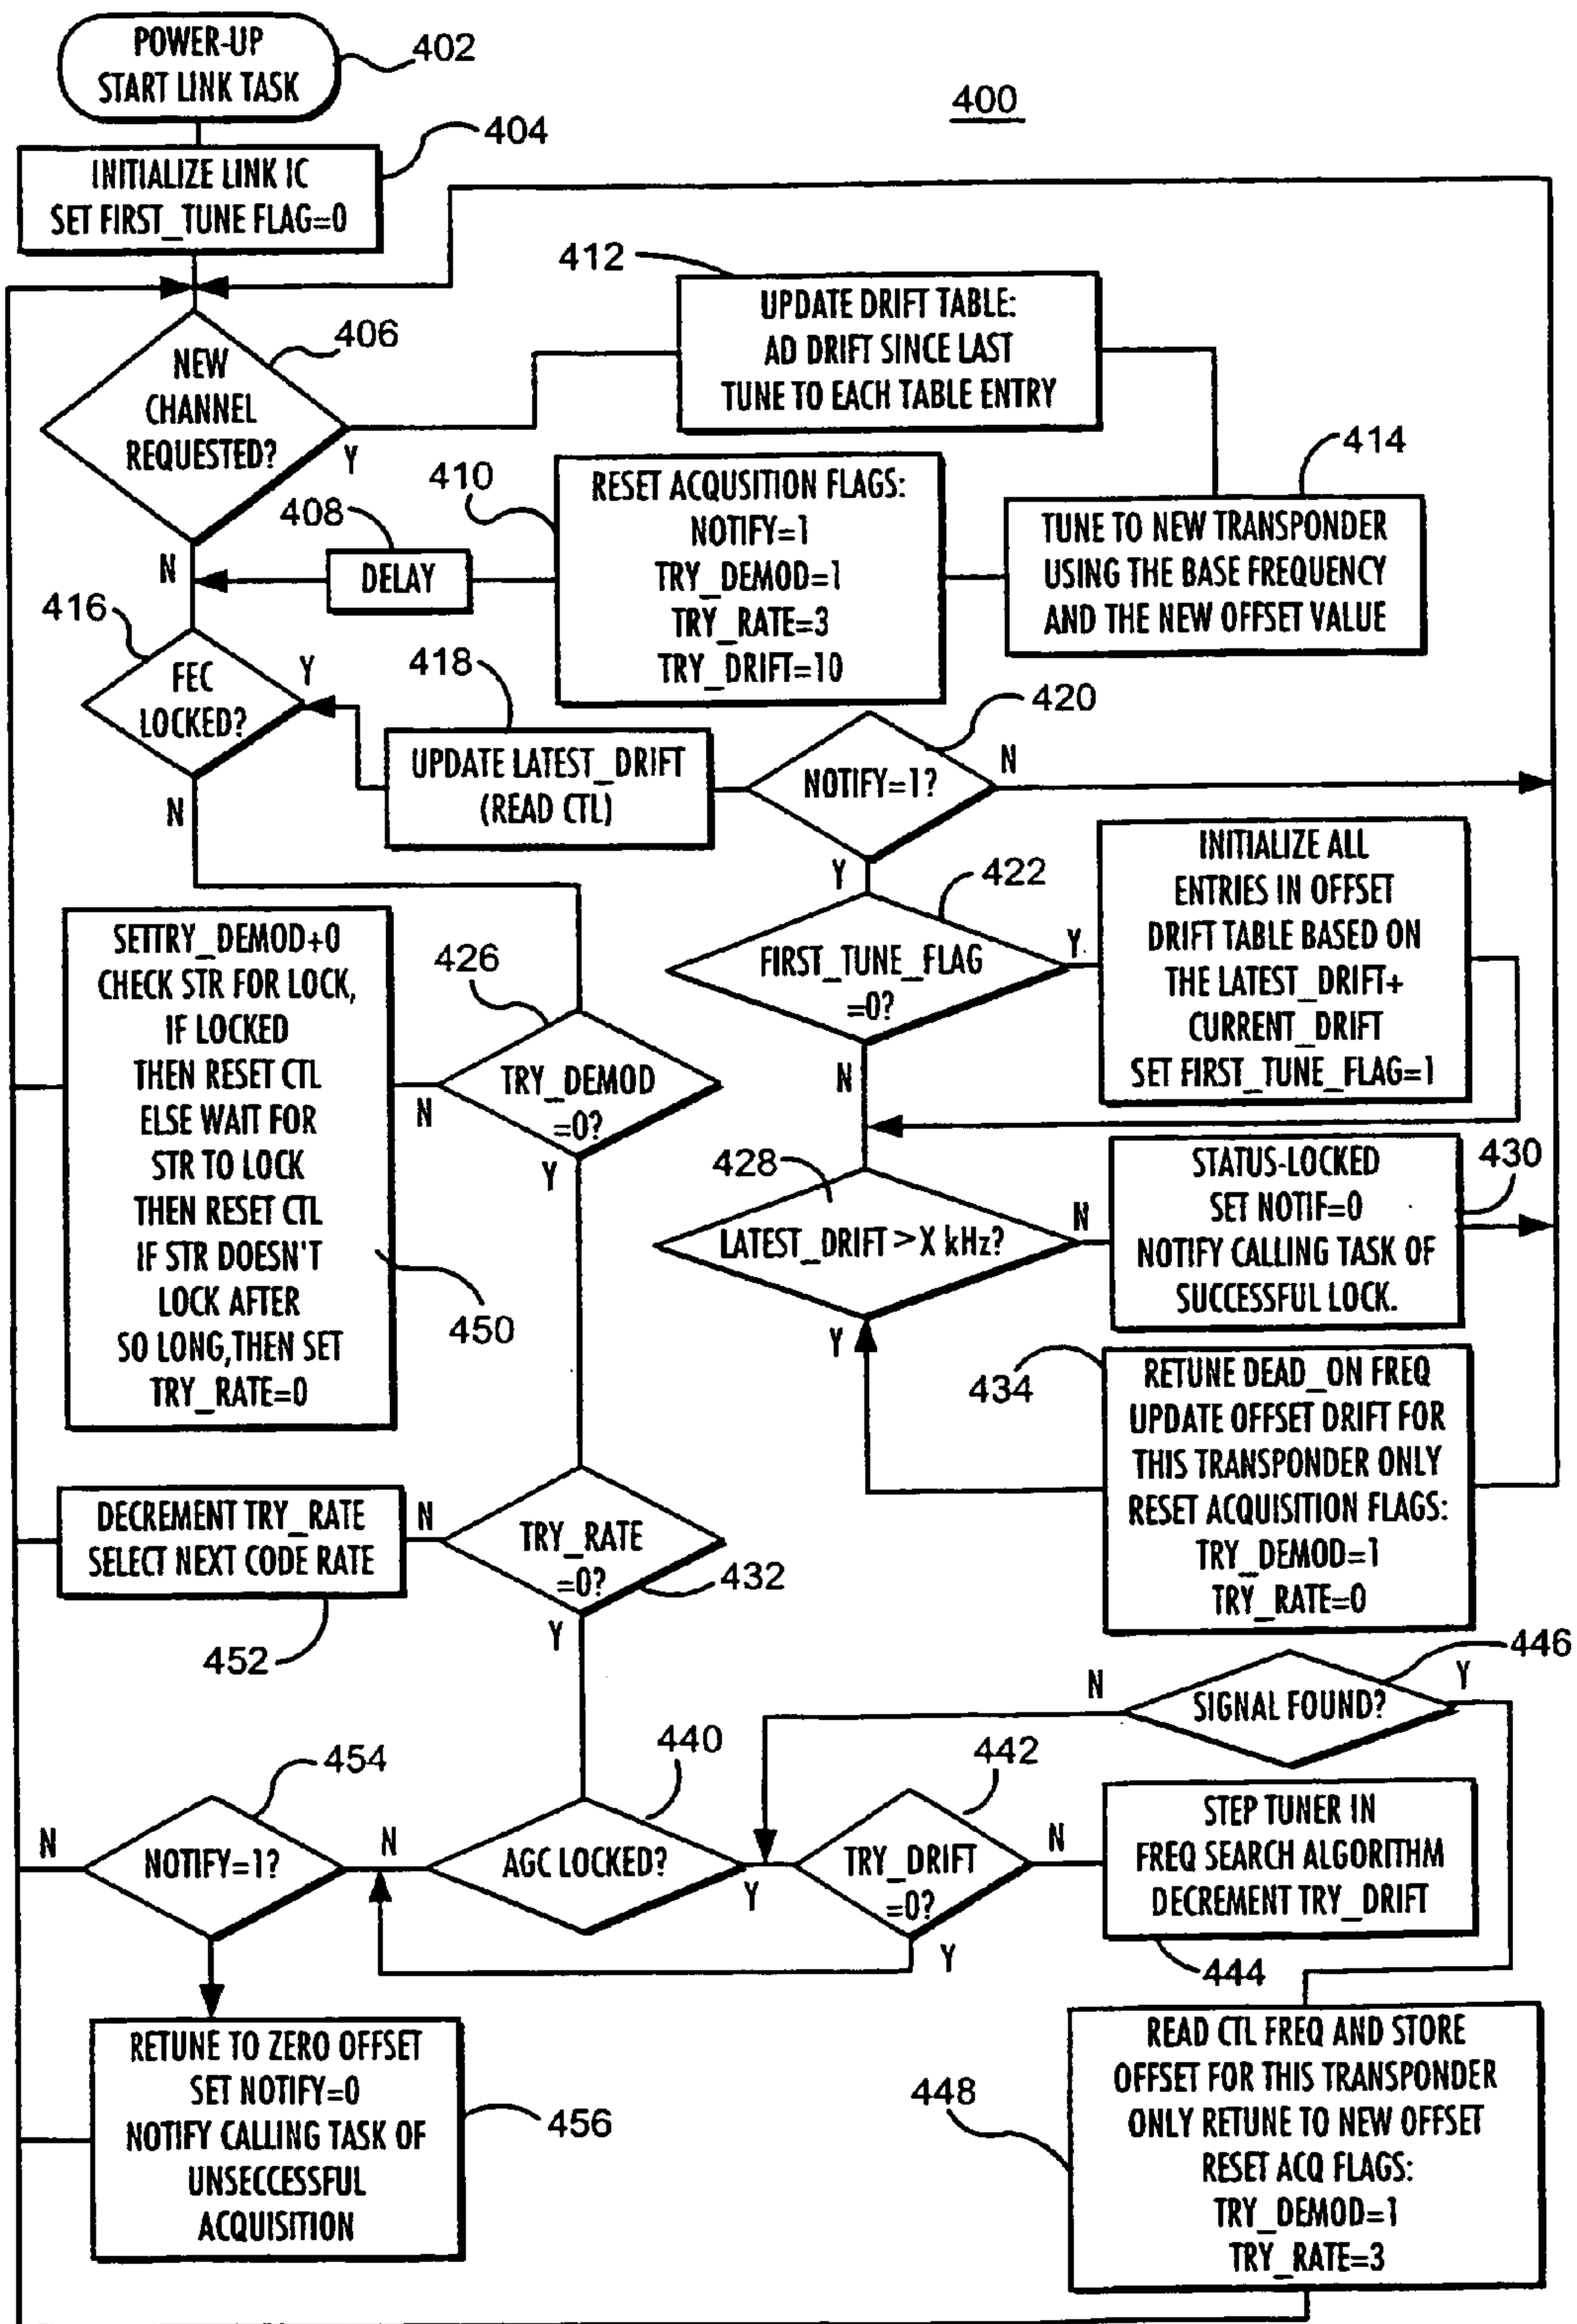 POWER-UP
START LINK TASK
402
400
404
INITIALIZE LINK IC
SET FIRST_TUNE FLAG=0
412
UPDATE DRIFT TABLE:
AD DRIFT SINCE LAST
TUNE TO EACH TABLE ENTRY
406
NEW
CHANNEL
REQUESTED?
Y
N
414
TUNE TO NEW TRANSPONDER
USING THE BASE FREQUENCY
AND THE NEW OFFSET VALUE
410
RESET ACQUSITION FLAGS:
NOTIFY=1
TRY_DEMOD=1
TRY_RATE=3
TRY_DRIFT=10
408
DELAY
416
FEC
LOCKED?
Y
N
418
UPDATE LATEST_DRIFT
(READ CTL)
420
NOTIFY=1?
N
Y
422
FIRST_TUNE_FLAG
=0?
Y
N
INITIALIZE ALL
ENTRIES IN OFFSET
DRIFT TABLE BASED ON
THE LATEST_DRIFT+
CURRENT_DRIFT
SET FIRST_TUNE_FLAG=1
SETTRY_DEMOD+0
CHECK STR FOR LOCK,
IF LOCKED
THEN RESET CTL
ELSE WAIT FOR
STR TO LOCK
THEN RESET CTL
IF STR DOESN'T
LOCK AFTER
SO LONG,THEN SET
TRY_RATE=0
450
426
TRY_DEMOD
=0?
N
Y
428
LATEST_DRIFT>X kHz?
N
Y
430
STATUS-LOCKED
SET NOTIF=0
NOTIFY CALLING TASK OF
SUCCESSFUL LOCK.
434
RETUNE DEAD_ON FREQ
UPDATE OFFSET DRIFT FOR
THIS TRANSPONDER ONLY
RESET ACQUISITION FLAGS:
TRY_DEMOD=1
TRY_RATE=0
DECREMENT TRY_RATE
SELECT NEXT CODE RATE
452
N
TRY_RATE
=0?
432
Y
446
SIGNAL FOUND?
N
Y
454
NOTIFY=1?
N
440
AGC LOCKED?
N
Y
442
TRY_DRIFT
=0?
N
Y
STEP TUNER IN
FREQ SEARCH ALGORITHM
DECREMENT TRY_DRIFT
444
RETUNE TO ZERO OFFSET
SET NOTIFY=0
NOTIFY CALLING TASK OF
UNSECCESSFUL
ACQUISITION
456
448
READ CTL FREQ AND STORE
OFFSET FOR THIS TRANSPONDER
ONLY RETUNE TO NEW OFFSET
RESET ACQ FLAGS:
TRY_DEMOD=1
TRY_RATE=3